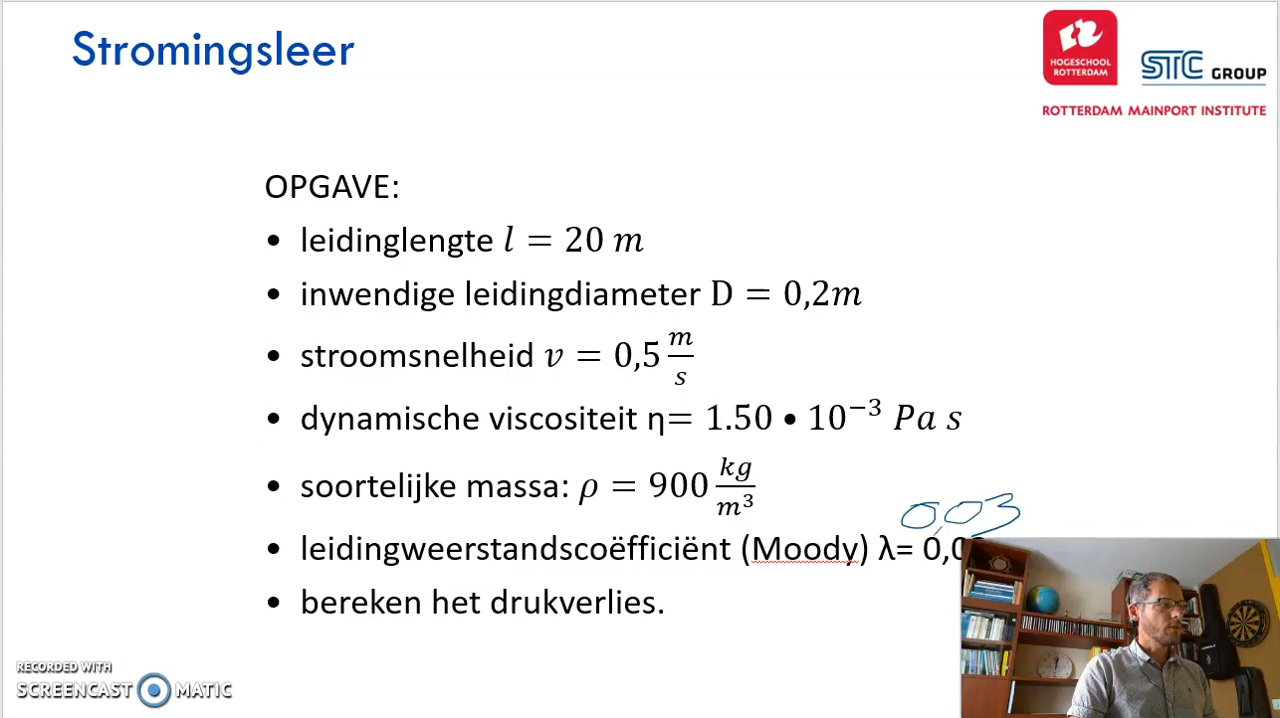 Stromingsleer
HOGESCHOOL
ROTTERDAM
STC GROUP
ROTTERDAM MAINPORT INSTITUTE
OPGAVE:
• leidinglengte l = 20 m
• inwendige leidingdiameter D = 0,2m
• stroomsnelheid v = 0,5 m/s
• dynamische viscositeit η= 1.50 • 10⁻³ Pa s
• soortelijke massa: ρ = 900 kg/m³
0,03
• leidingweerstandscoëfficiënt (Moody) λ= 0,0
• bereken het drukverlies.
RECORDED WITH
SCREENCAST MATIC